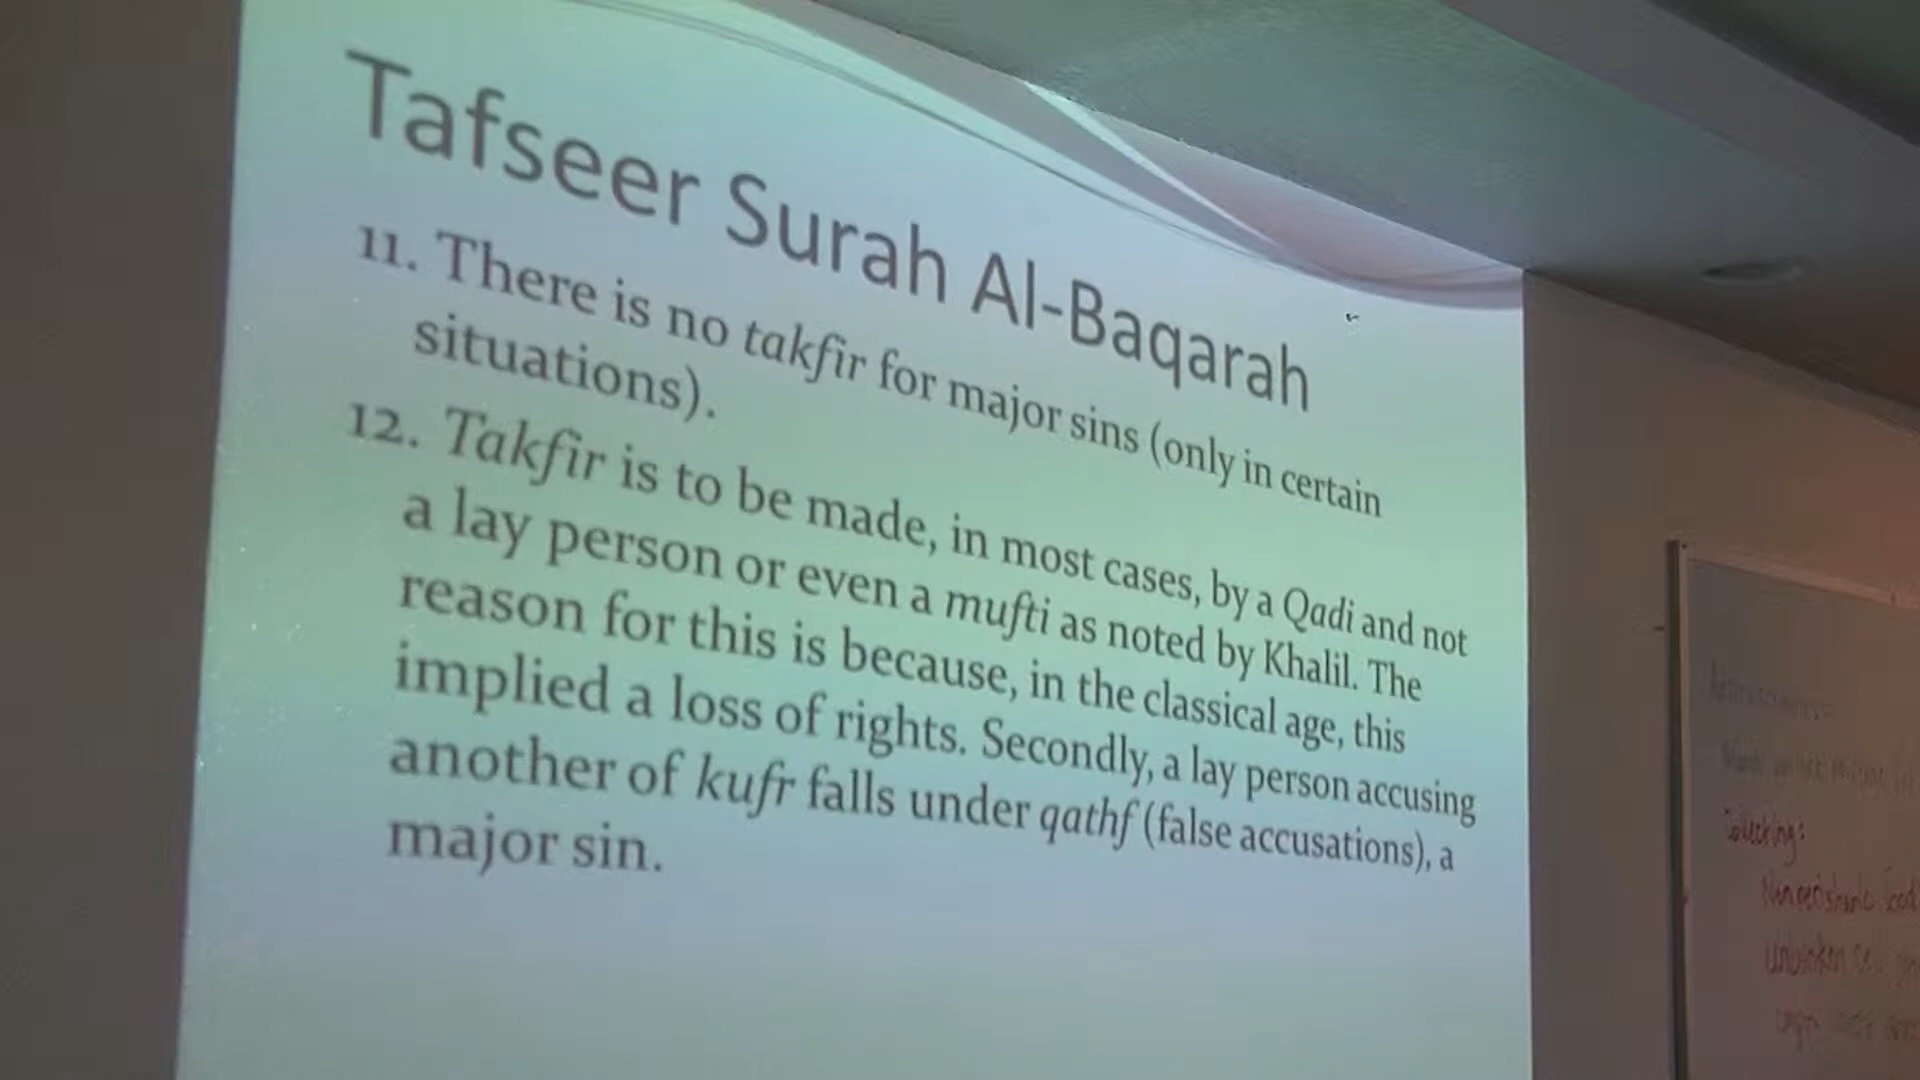 Tafseer Surah Al-Baqarah
11. There is no takfir for major sins (only in certain
situations).
12. Takfir is to be made, in most cases, by a Qadi and not
a lay person or even a mufti as noted by Khalil. The
reason for this is because, in the classical age, this
implied a loss of rights. Secondly, a lay person accusing
another of kufr falls under qathf (false accusations), a
major sin.